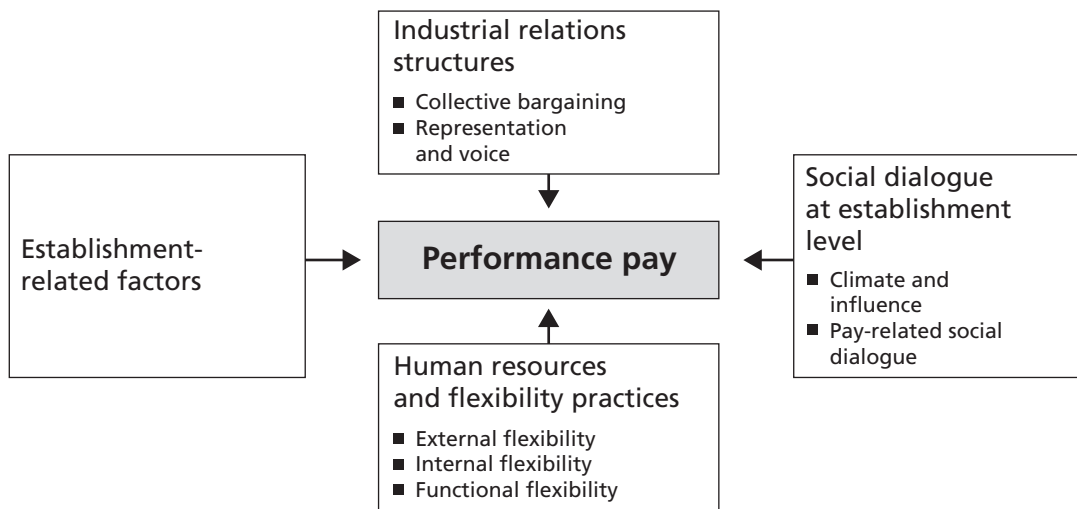 Industrial relations
structures
■ Collective bargaining
■ Representation
and voice
Establishment-
related factors
Performance pay
Social dialogue
at establishment
level
■ Climate and
influence
■ Pay-related social
dialogue
Human resources
and flexibility practices
■ External flexibility
■ Internal flexibility
■ Functional flexibility